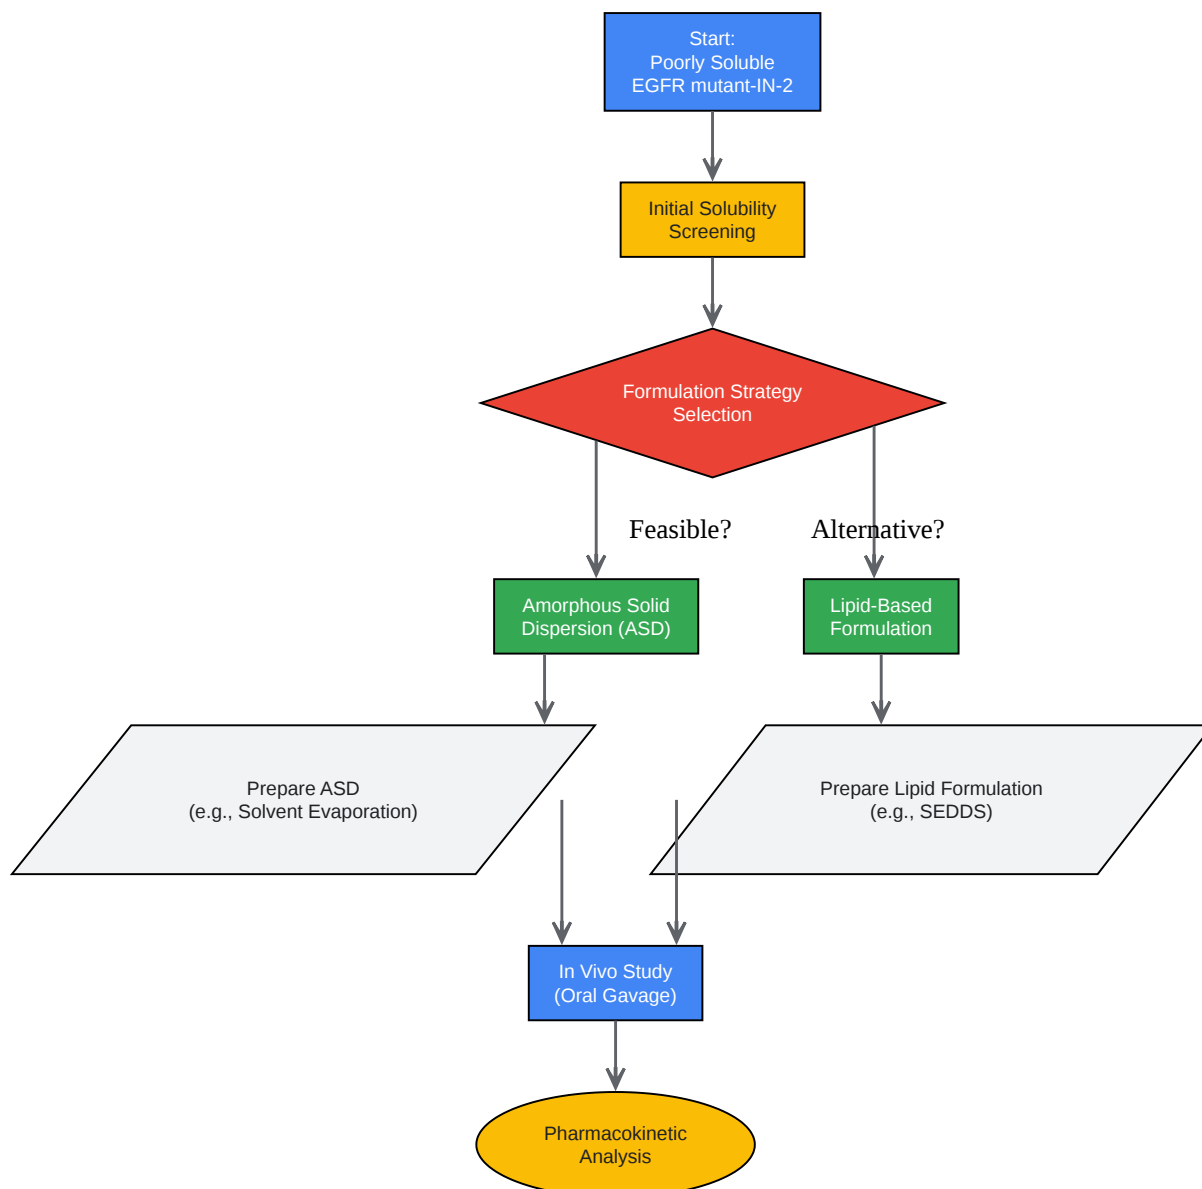 Start:
Poorly Soluble
EGFR mutant-IN-2
Initial Solubility
Screening
Formulation Strategy
Selection
Feasible?
Alternative?
Amorphous Solid
Dispersion (ASD)
Lipid-Based
Formulation
Prepare ASD
(e.g., Solvent Evaporation)
Prepare Lipid Formulation
(e.g., SEDDS)
In Vivo Study
(Oral Gavage)
Pharmacokinetic
Analysis